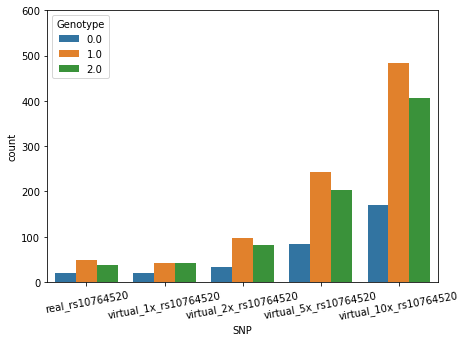 Genotype
0.0
1.0
2.0
600
500
400
300
200
100
0
count
real_rs10764520
virtual_1x_rs10764520
virtual_2x_rs10764520
virtual_5x_rs10764520
virtual_10x_rs10764520
SNP